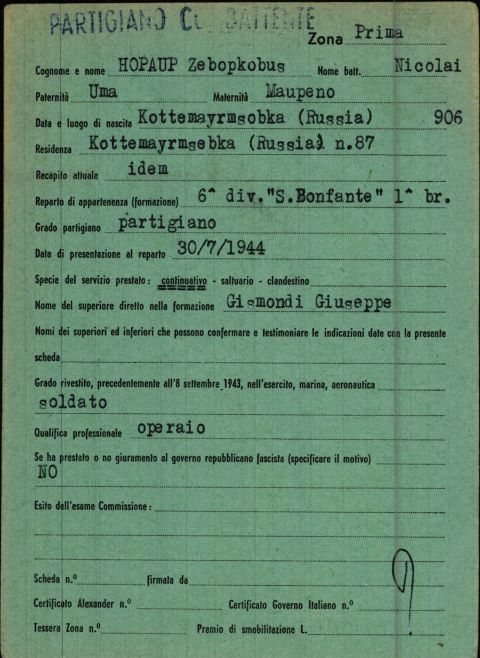 PARTIGIANO COMBATTENTE
Zona Prima
Cognome e nome HOPAUP Zebopkobus Nome batt. Nicolai
Paternità Uma Maternità Maupeno
Data e luogo di nascita Kottemayrmsobka (Russia) 906
Residenza Kottemayrmsebka (Russia) n.87
Recapito attuale idem
Reparto di appartenenza (formazione) 6^ div."S.Bonfante" 1^ br.
Grado partigiano partigiano
Data di presentazione al reparto 30/7/1944
Specie del servizio prestato: continuativo - saltuario - clandestino
Nome del superiore diretto nella formazione Gismondi Giuseppe
Nomi dei superiori ed inferiori che possono confermare e testimoniare le indicazioni date con la presente
scheda
Grado rivestito, precedentemente all'8 settembre 1943, nell'esercito, marina, aeronautica
soldato
Qualifica professionale operaio
Se ha prestato o no giuramento al governo repubblicano fascista (specificare il motivo)
NO
Esito dell'esame Commissione:
Scheda n.º firmata da
Certificato Alexander n.º Certificato Governo Italiano n.º
Tessera Zona n.º Premio di smobilitazione L.